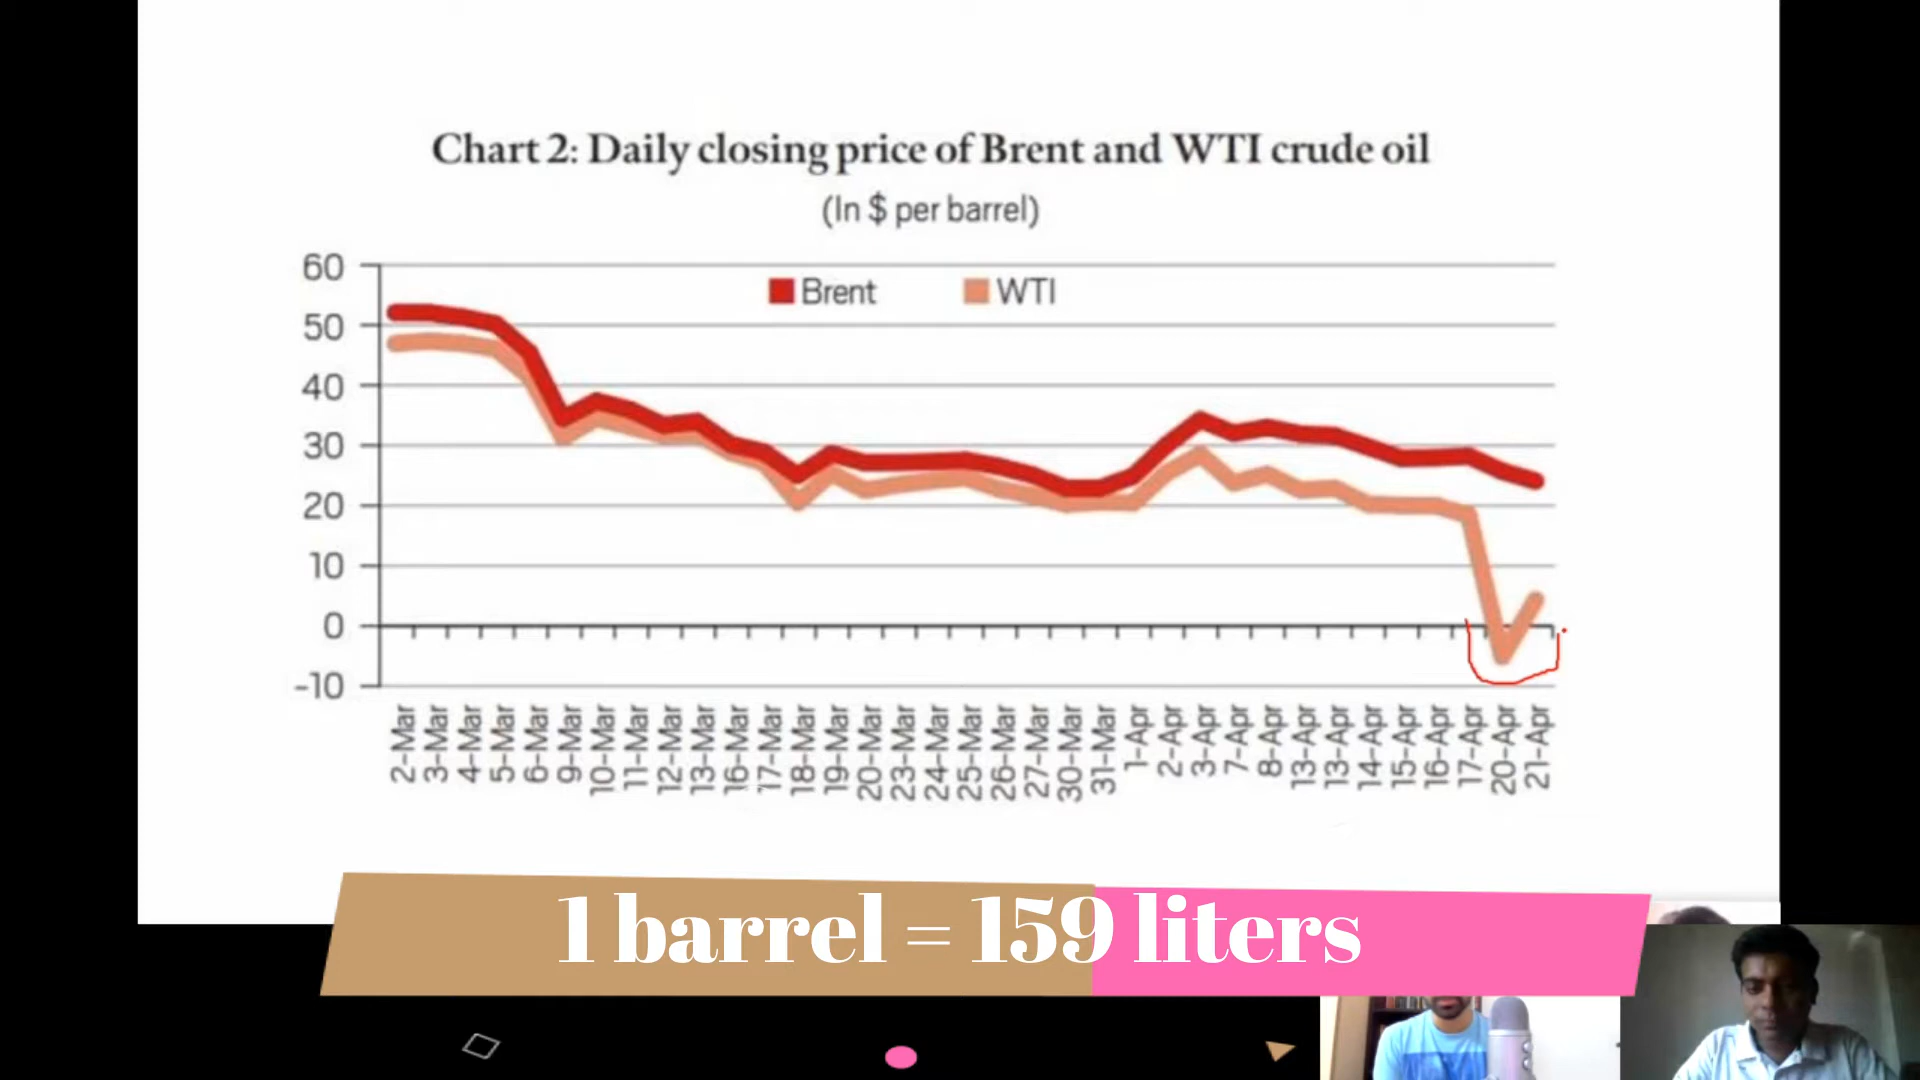 Chart 2: Daily closing price of Brent and WTI crude oil
(In $ per barrel)
60
Brent WTI
50
40
30
20
10
0
-10
2-Mar 3-Mar 4-Mar 5-Mar 6-Mar 9-Mar 10-Mar 11-Mar 12-Mar 13-Mar 16-Mar 17-Mar 18-Mar 19-Mar 20-Mar 23-Mar 24-Mar 25-Mar 26-Mar 27-Mar 30-Mar 31-Mar 1-Apr 2-Apr 3-Apr 7-Apr 8-Apr 13-Apr 13-Apr 14-Apr 15-Apr 16-Apr 17-Apr 20-Apr 21-Apr
1 barrel = 159 liters